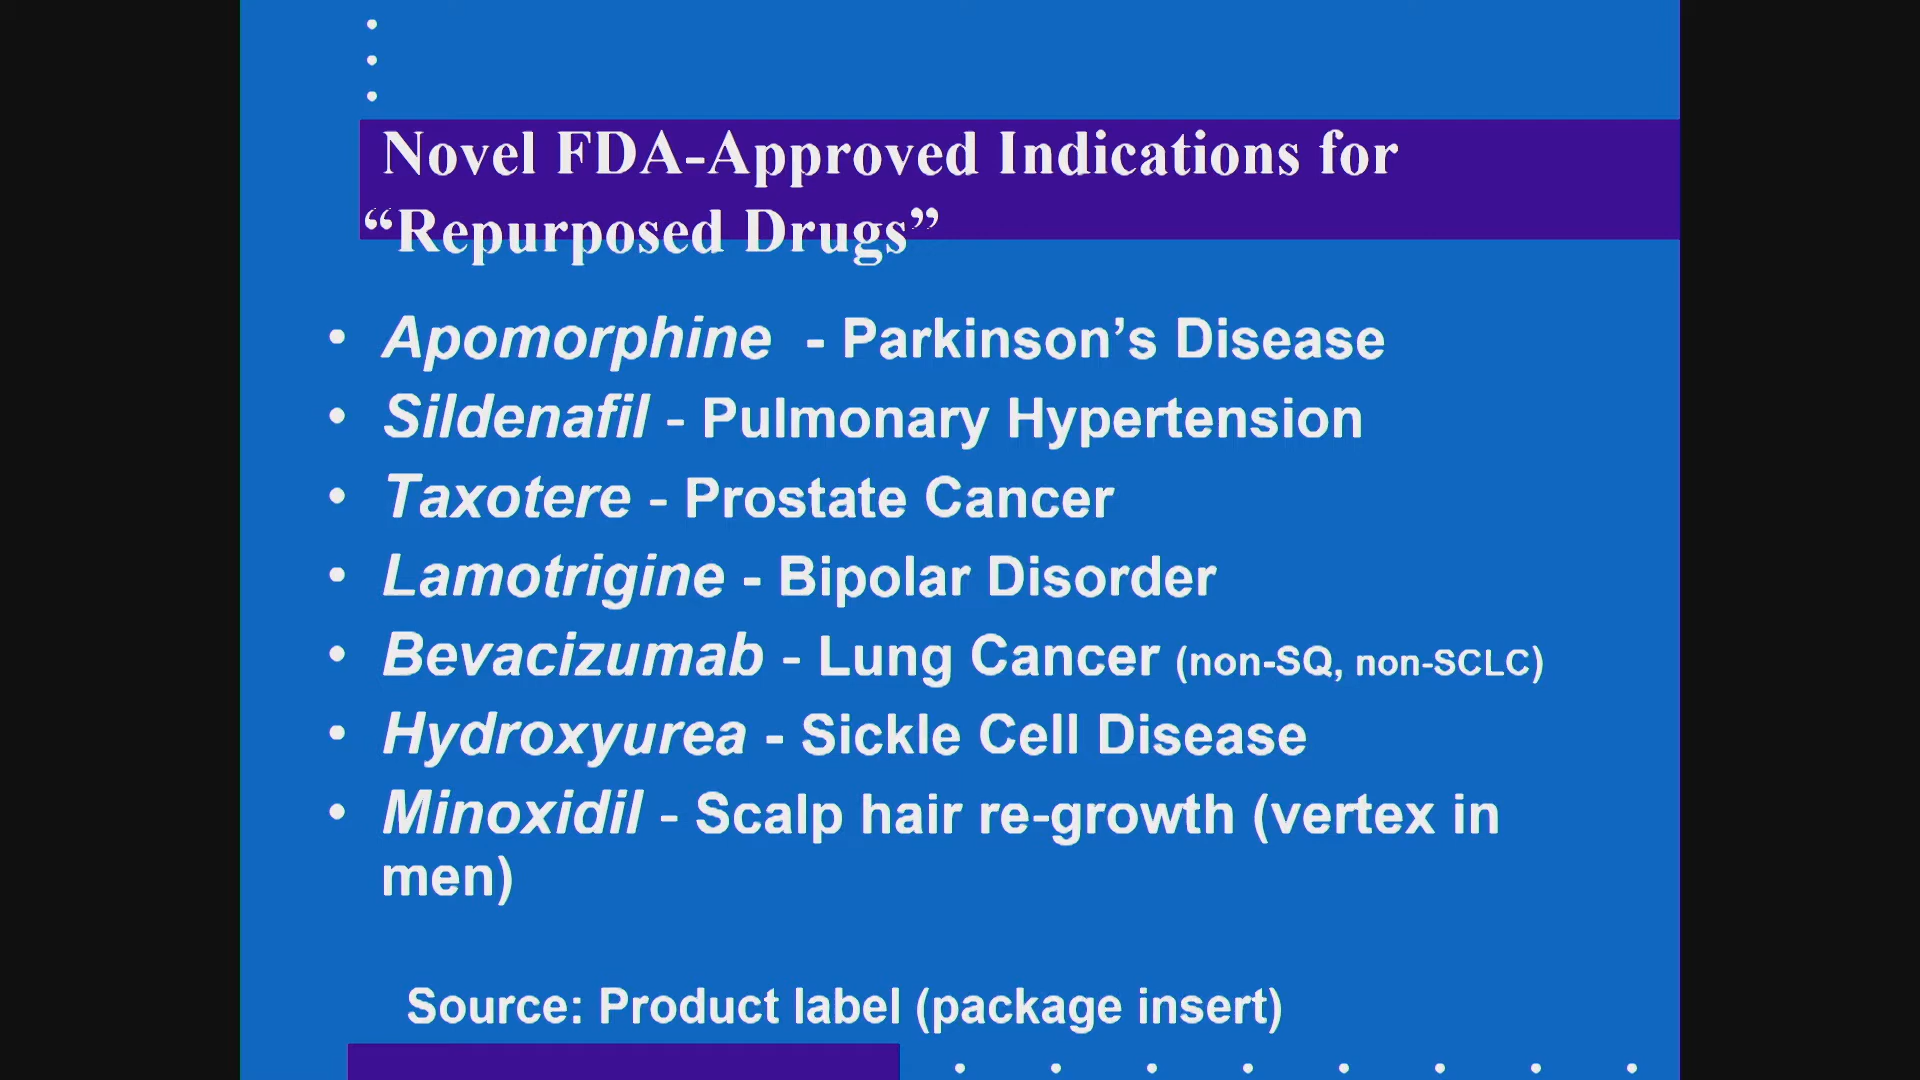 Novel FDA-Approved Indications for
“Repurposed Drugs”
• Apomorphine - Parkinson’s Disease
• Sildenafil - Pulmonary Hypertension
• Taxotere - Prostate Cancer
• Lamotrigine - Bipolar Disorder
• Bevacizumab - Lung Cancer (non-SQ, non-SCLC)
• Hydroxyurea - Sickle Cell Disease
• Minoxidil - Scalp hair re-growth (vertex in
men)
Source: Product label (package insert)